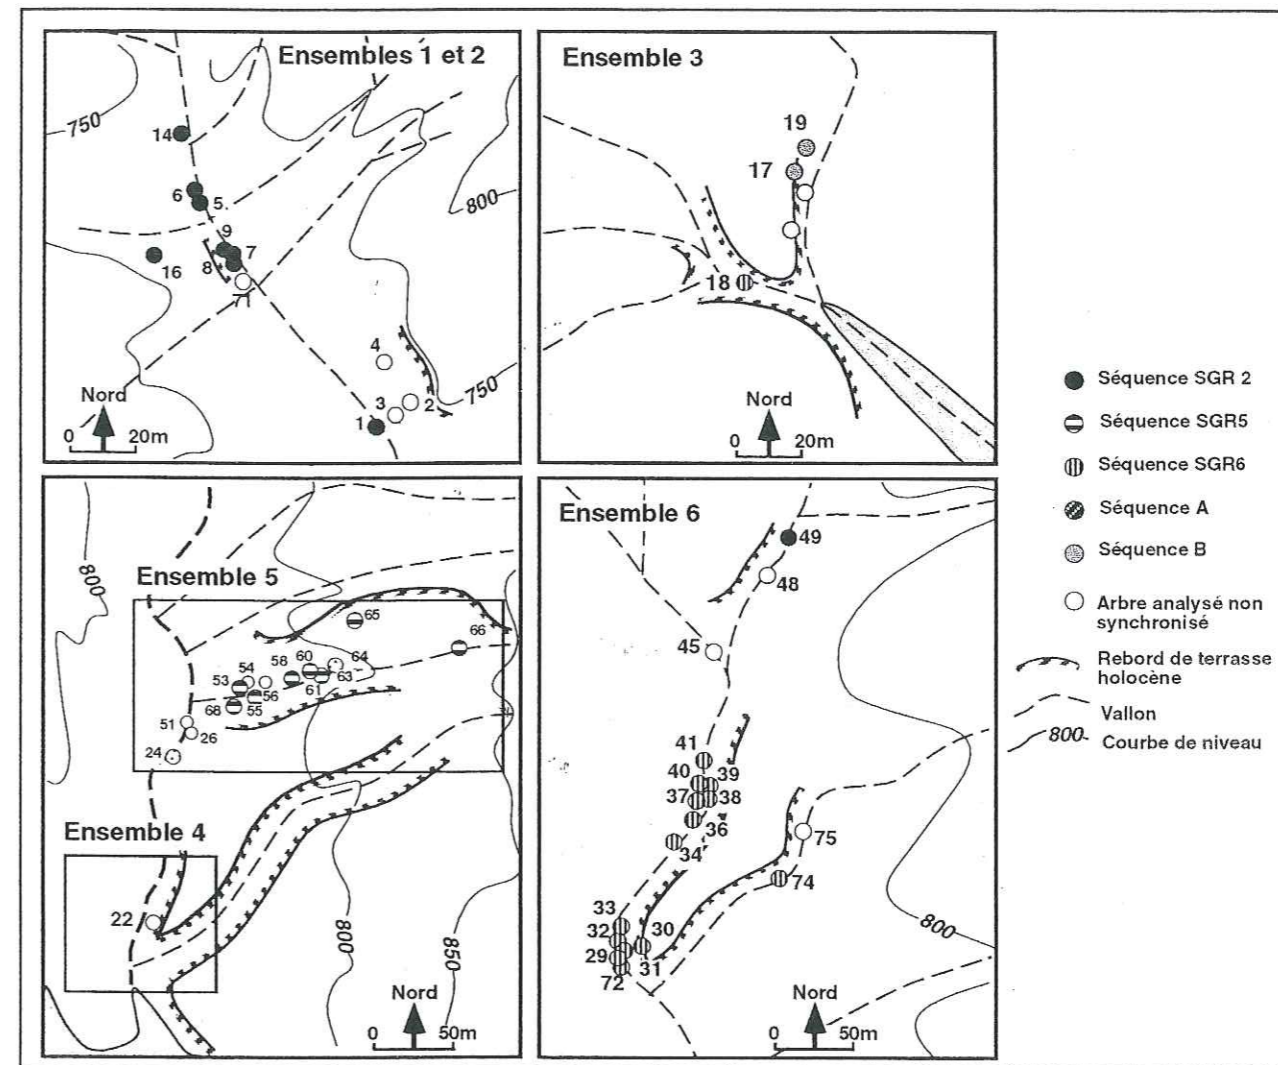 Ensembles 1 et 2
750
14
6
5
9
7
8
16
71
800
4
3
2
1
750
Nord
0 20m
Ensemble 3
19
17
18
Nord
0 20m
Séquence SGR 2
Séquence SGR5
Séquence SGR6
Séquence A
Séquence B
Arbre analysé non
synchronisé
Rebord de terrasse
holocène
Vallon
800
Courbe de niveau
800
Ensemble 5
65
66
60
64
58
54
53
63
61
56
55
68
51
26
24
Ensemble 4
22
800
850
Nord
0 50m
Ensemble 6
49
48
45
41
40
39
37
38
36
34
75
74
33
32
30
29
31
72
800
Nord
0 50m